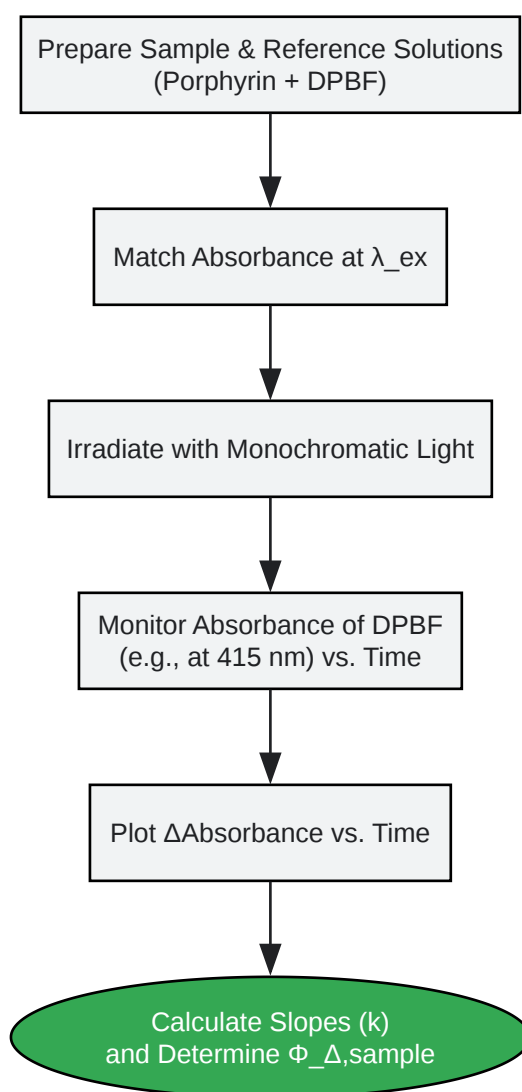 Prepare Sample & Reference Solutions
(Porphyrin + DPBF)
Match Absorbance at λ_ex
Irradiate with Monochromatic Light
Monitor Absorbance of DPBF
(e.g., at 415 nm) vs. Time
Plot ΔAbsorbance vs. Time
Calculate Slopes (k)
and Determine Φ_Δ,sample